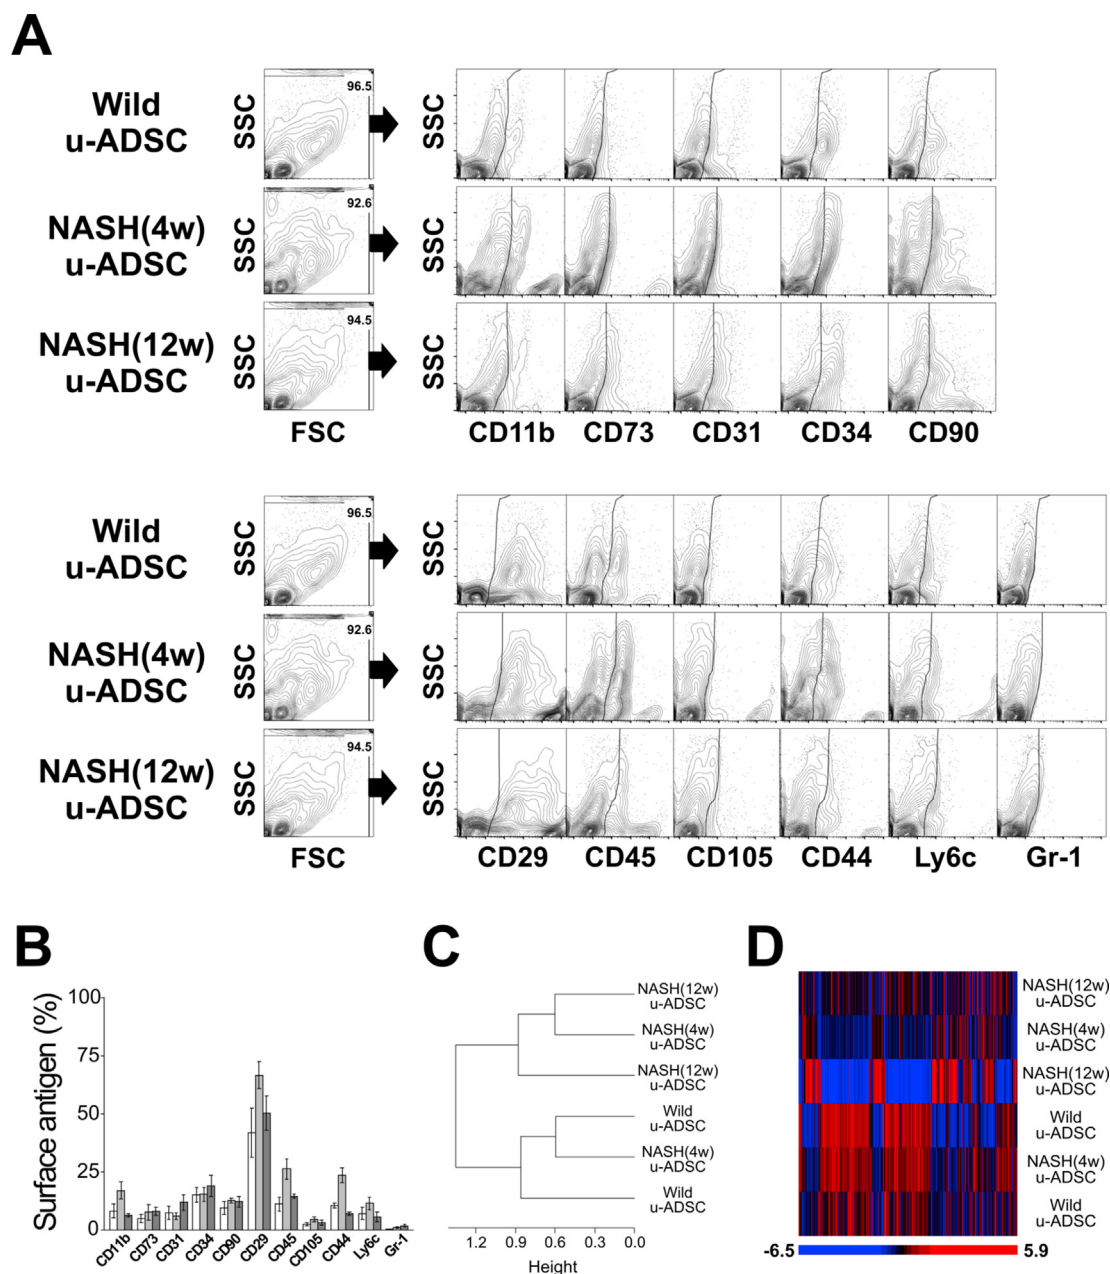 A
Wild
u-ADSC
SSC
96.5
SSC
NASH(4w)
u-ADSC
SSC
92.6
SSC
NASH(12w)
u-ADSC
SSC
94.5
SSC
FSC
CD11b CD73 CD31 CD34 CD90
Wild
u-ADSC
SSC
96.5
SSC
NASH(4w)
u-ADSC
SSC
92.6
SSC
NASH(12w)
u-ADSC
SSC
94.5
SSC
FSC
CD29 CD45 CD105 CD44 Ly6c Gr-1
B
Surface antigen (%)
100
75
50
25
0
CD11b CD73 CD31 CD34 CD90 CD29 CD45 CD105 CD44 Ly6c Gr-1
C
NASH(12w)
u-ADSC
NASH(4w)
u-ADSC
NASH(12w)
u-ADSC
Wild
u-ADSC
NASH(4w)
u-ADSC
Wild
u-ADSC
1.2 0.9 0.6 0.3 0.0
Height
D
NASH(12w)
u-ADSC
NASH(4w)
u-ADSC
NASH(12w)
u-ADSC
Wild
u-ADSC
NASH(4w)
u-ADSC
Wild
u-ADSC
-6.5 5.9